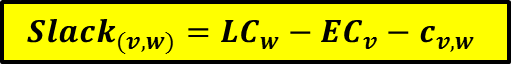 Slack(v,w) = LCw − ECv − cv,w